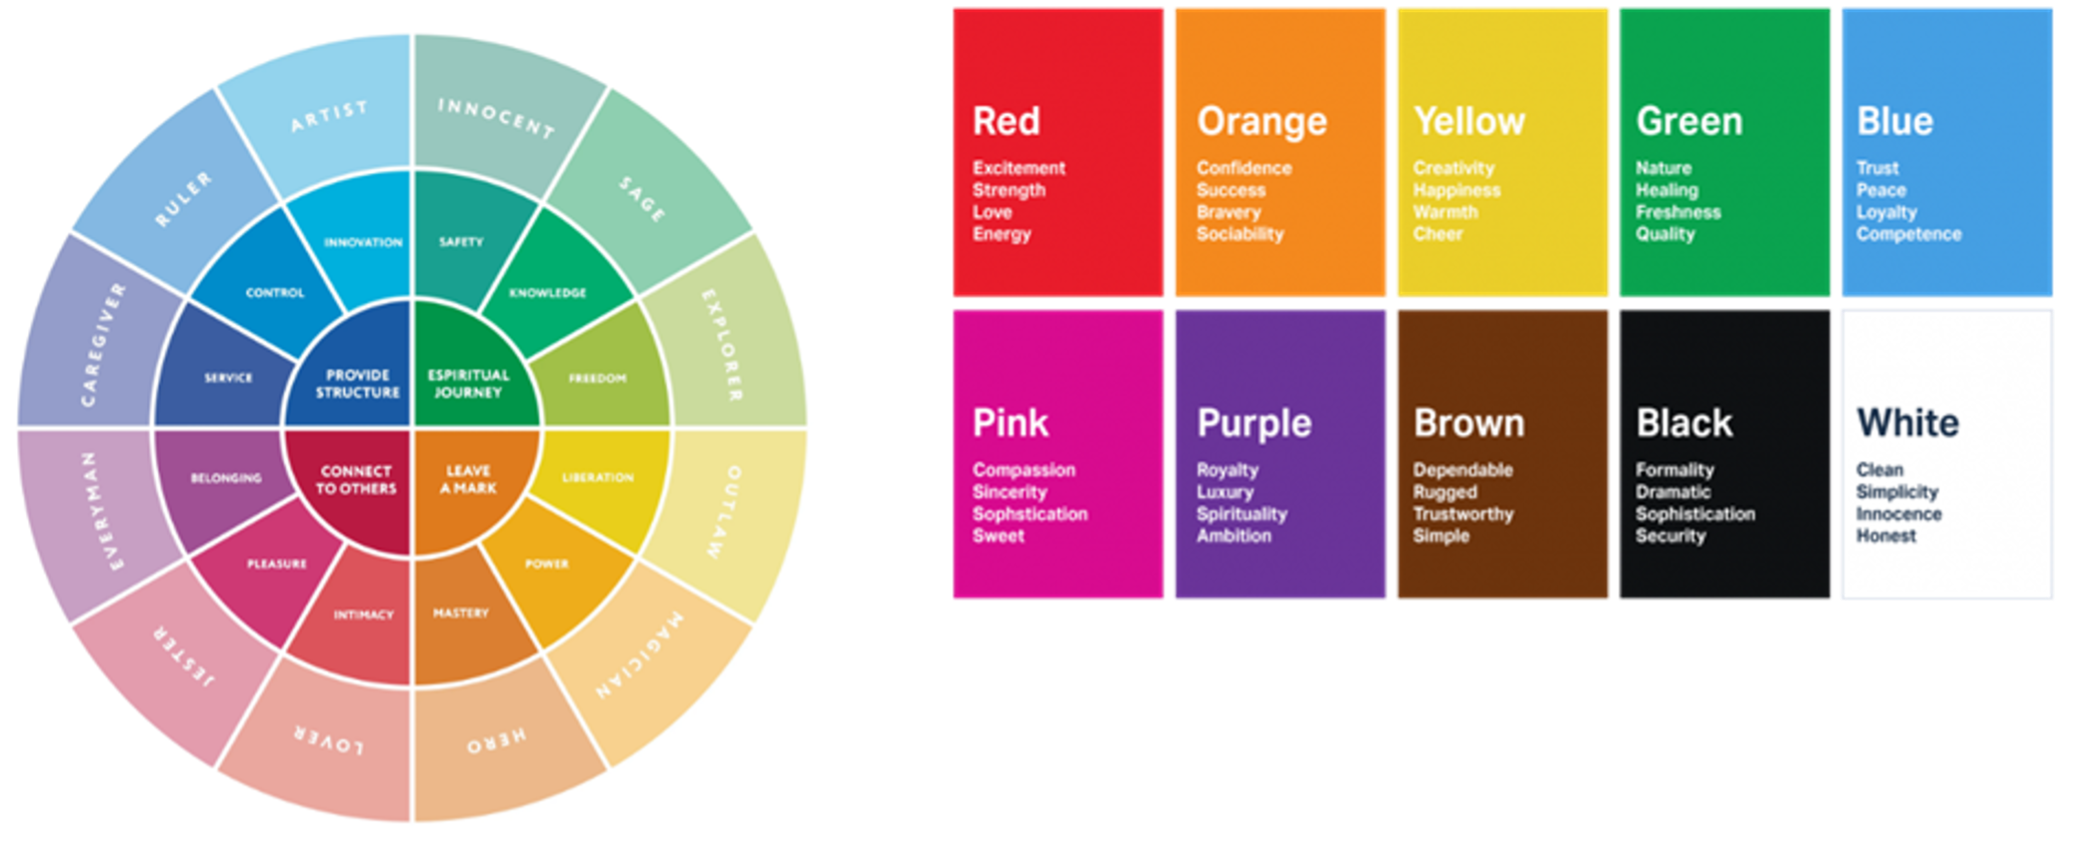 ARTIST
INNOCENT
RULER
SAGE
CAREGIVER
EXPLORER
EVERYMAN
OUTLAW
JESTER
MAGICIAN
LOVER
HERO
INNOVATION
SAFETY
CONTROL
KNOWLEDGE
SERVICE
FREEDOM
BELONGING
LIBERATION
PLEASURE
POWER
INTIMACY
MASTERY
PROVIDE
STRUCTURE
ESPIRITUAL
JOURNEY
CONNECT
TO OTHERS
LEAVE
A MARK
Red
Excitement
Strength
Love
Energy
Orange
Confidence
Success
Bravery
Sociability
Yellow
Creativity
Happiness
Warmth
Cheer
Green
Nature
Healing
Freshness
Quality
Blue
Trust
Peace
Loyalty
Competence
Pink
Compassion
Sincerity
Sophstication
Sweet
Purple
Royalty
Luxury
Spirituality
Ambition
Brown
Dependable
Rugged
Trustworthy
Simple
Black
Formality
Dramatic
Sophistication
Security
White
Clean
Simplicity
Innocence
Honest